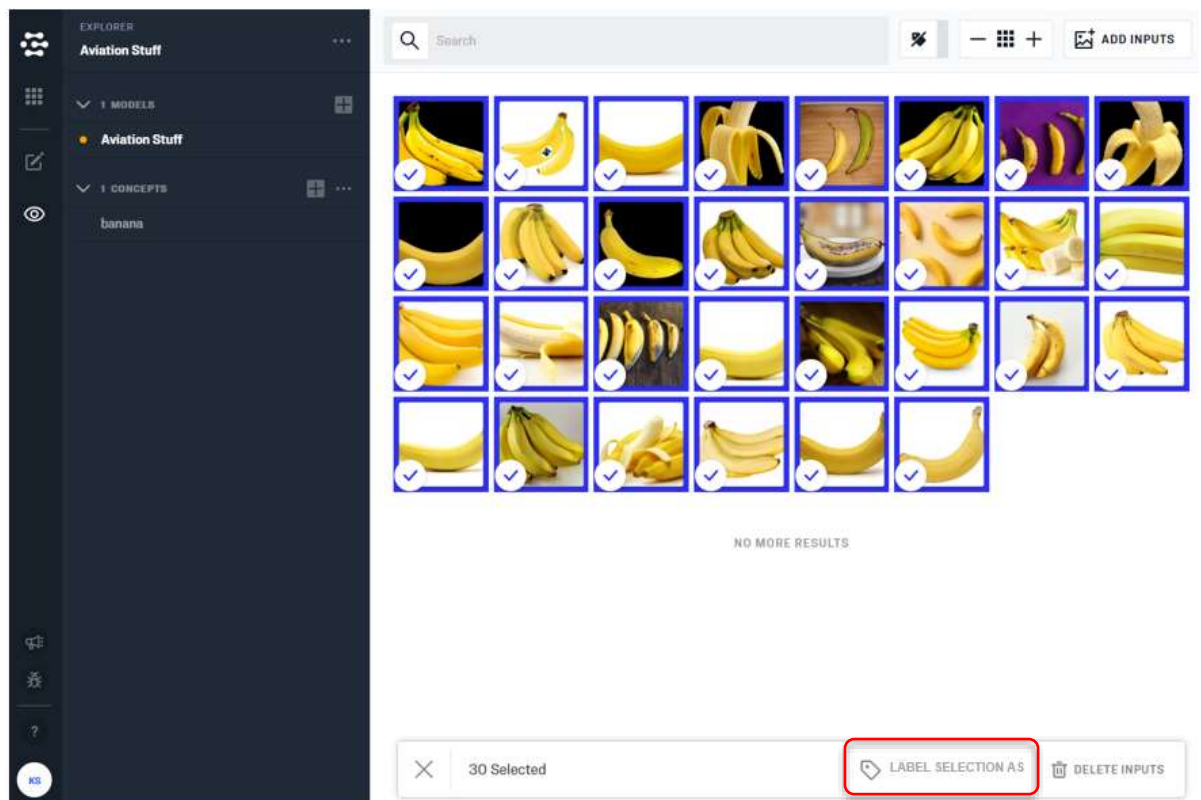 EXPLORER
Aviation Stuff
1 MODELS
Aviation Stuff
1 CONCEPTS
banana
Search
ADD INPUTS
NO MORE RESULTS
?
KS
30 Selected
LABEL SELECTION AS
DELETE INPUTS